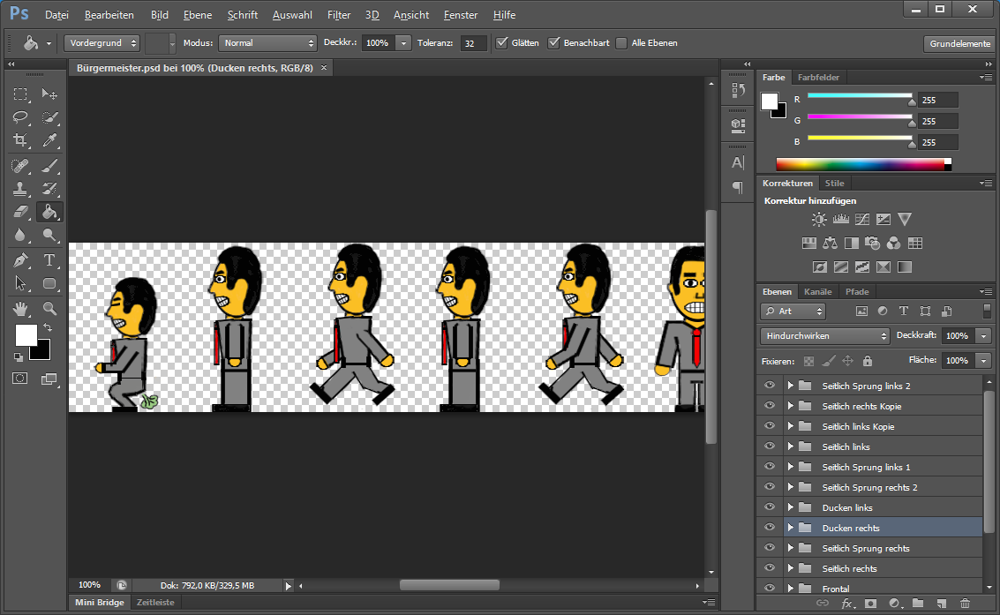 Ps Datei Bearbeiten Bild Ebene Schrift Auswahl Filter 3D Ansicht Fenster Hilfe
Vordergrund Modus: Normal Deckkr.: 100% Toleranz: 32 Glätten Benachbart Alle Ebenen Grundelemente
Bürgermeister.psd bei 100% (Ducken rechts, RGB/8) ×
Farbe Farbfelder
R 255
G 255
B 255
Korrekturen Stile
Korrektur hinzufügen
Ebenen Kanäle Pfade
Art
Hindurchwirken Deckkraft: 100%
Fixieren: Fläche: 100%
Seitlich Sprung links 2
Seitlich rechts Kopie
Seitlich links Kopie
Seitlich links
Seitlich Sprung links 1
Seitlich Sprung rechts 2
Ducken links
Ducken rechts
Seitlich Sprung rechts
Seitlich rechts
Frontal
100% Dok: 792,0 KB/329,5 MB
Mini Bridge Zeitleiste
fx